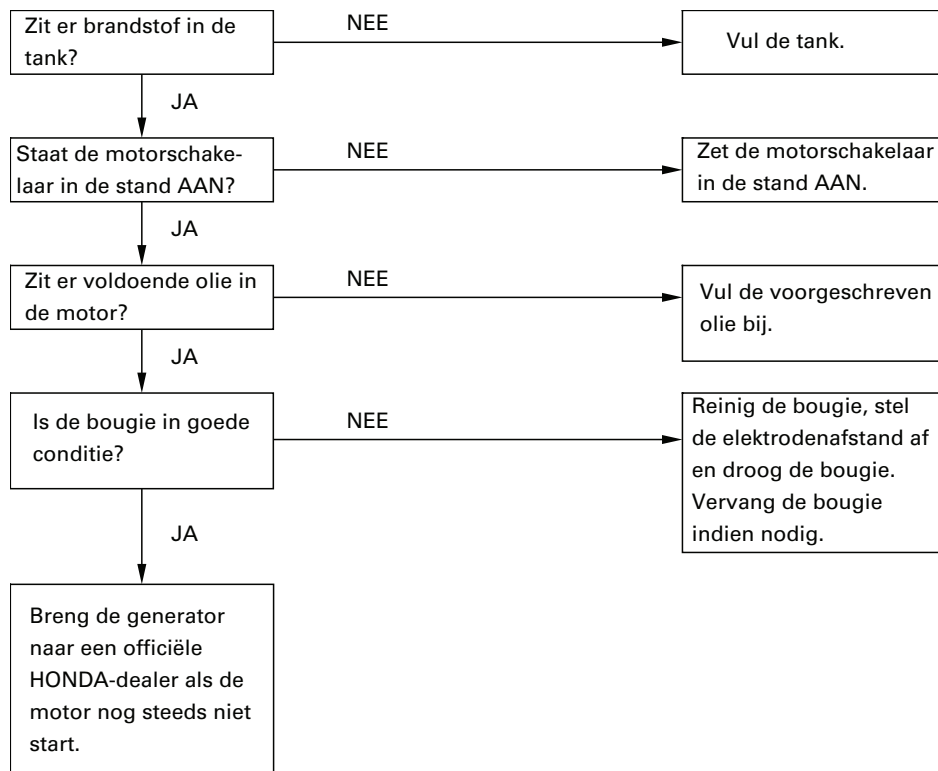 Zit er brandstof in de
tank?
NEE
Vul de tank.
JA
Staat de motorschake-
laar in de stand AAN?
NEE
Zet de motorschakelaar
in de stand AAN.
JA
Zit er voldoende olie in
de motor?
NEE
Vul de voorgeschreven
olie bij.
JA
Is de bougie in goede
conditie?
NEE
Reinig de bougie, stel
de elektrodenafstand af
en droog de bougie.
Vervang de bougie
indien nodig.
JA
Breng de generator
naar een officiële
HONDA-dealer als de
motor nog steeds niet
start.